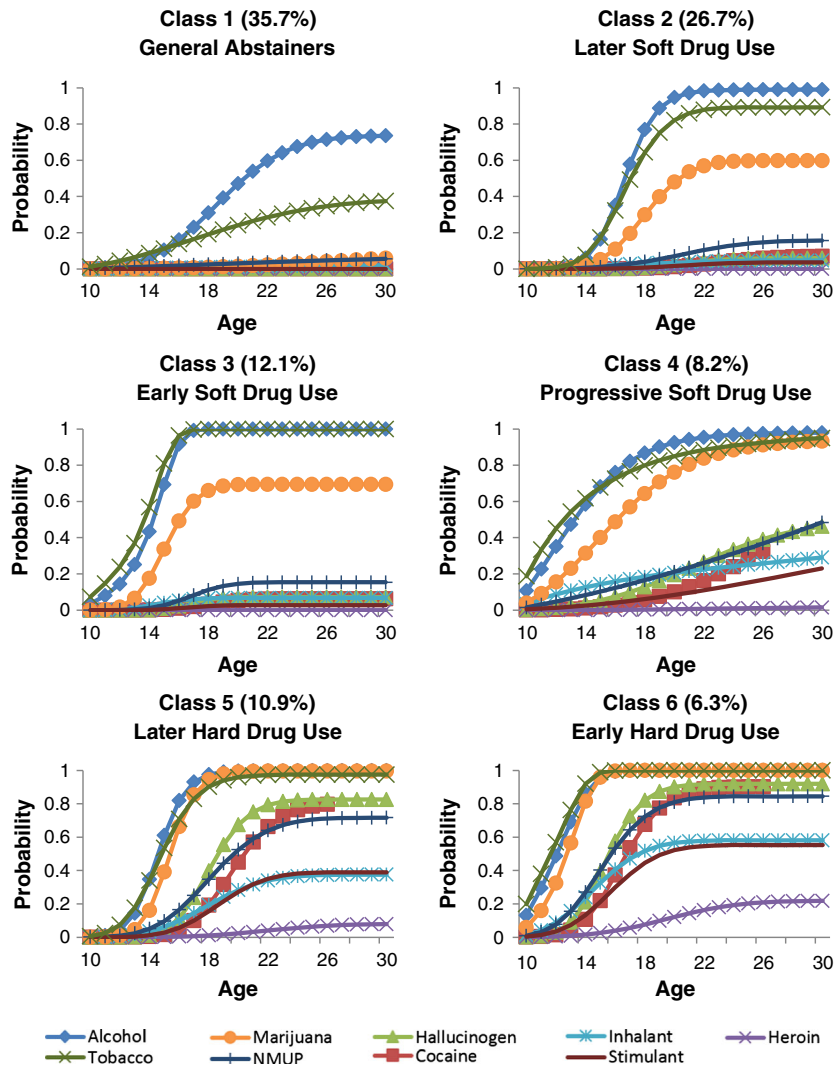 Class 1 (35.7%)
General Abstainers
Probability
1
0.8
0.6
0.4
0.2
0
10 14 18 22 26 30
Age
Class 2 (26.7%)
Later Soft Drug Use
Probability
1
0.8
0.6
0.4
0.2
0
10 14 18 22 26 30
Age
Class 3 (12.1%)
Early Soft Drug Use
Probability
1
0.8
0.6
0.4
0.2
0
10 14 18 22 26 30
Age
Class 4 (8.2%)
Progressive Soft Drug Use
Probability
1
0.8
0.6
0.4
0.2
0
10 14 18 22 26 30
Age
Class 5 (10.9%)
Later Hard Drug Use
Probability
1
0.8
0.6
0.4
0.2
0
10 14 18 22 26 30
Age
Class 6 (6.3%)
Early Hard Drug Use
Probability
1
0.8
0.6
0.4
0.2
0
10 14 18 22 26 30
Age
Alcohol Marijuana Hallucinogen Inhalant Heroin
Tobacco NMUP Cocaine Stimulant